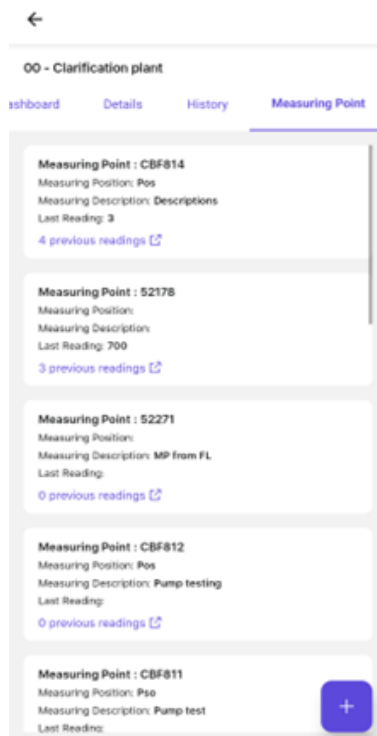 00 - Clarification plant
ashboard Details History Measuring Point
Measuring Point : CBF814
Measuring Position: Pos
Measuring Description: Descriptions
Last Reading: 3
4 previous readings
Measuring Point : 52178
Measuring Position:
Measuring Description:
Last Reading: 700
3 previous readings
Measuring Point : 52271
Measuring Position:
Measuring Description: MP from FL
Last Reading:
0 previous readings
Measuring Point : CBF812
Measuring Position: Pos
Measuring Description: Pump testing
Last Reading:
0 previous readings
Measuring Point : CBF811
Measuring Position: Pso
Measuring Description: Pump test
Last Reading: